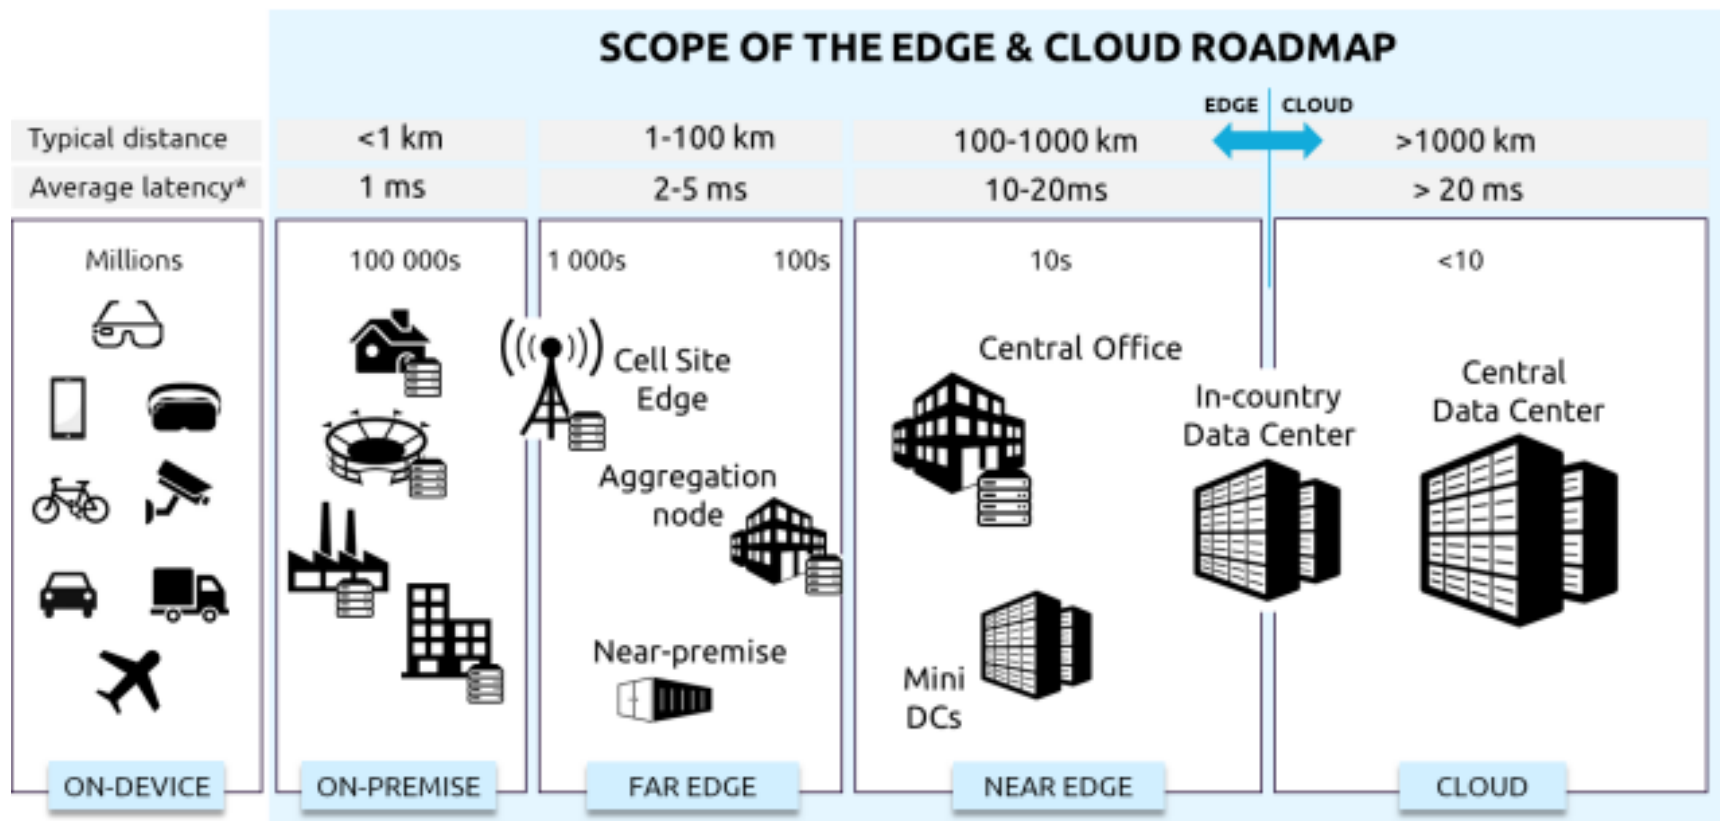 SCOPE OF THE EDGE & CLOUD ROADMAP
EDGE CLOUD
Typical distance <1 km 1-100 km 100-1000 km >1000 km
Average latency* 1 ms 2-5 ms 10-20ms > 20 ms
Millions 100 000s 1 000s 100s 10s <10
Cell Site
Edge
Aggregation
node
Near-premise
Central Office
Mini
DCs
In-country
Data Center
Central
Data Center
ON-DEVICE ON-PREMISE FAR EDGE NEAR EDGE CLOUD